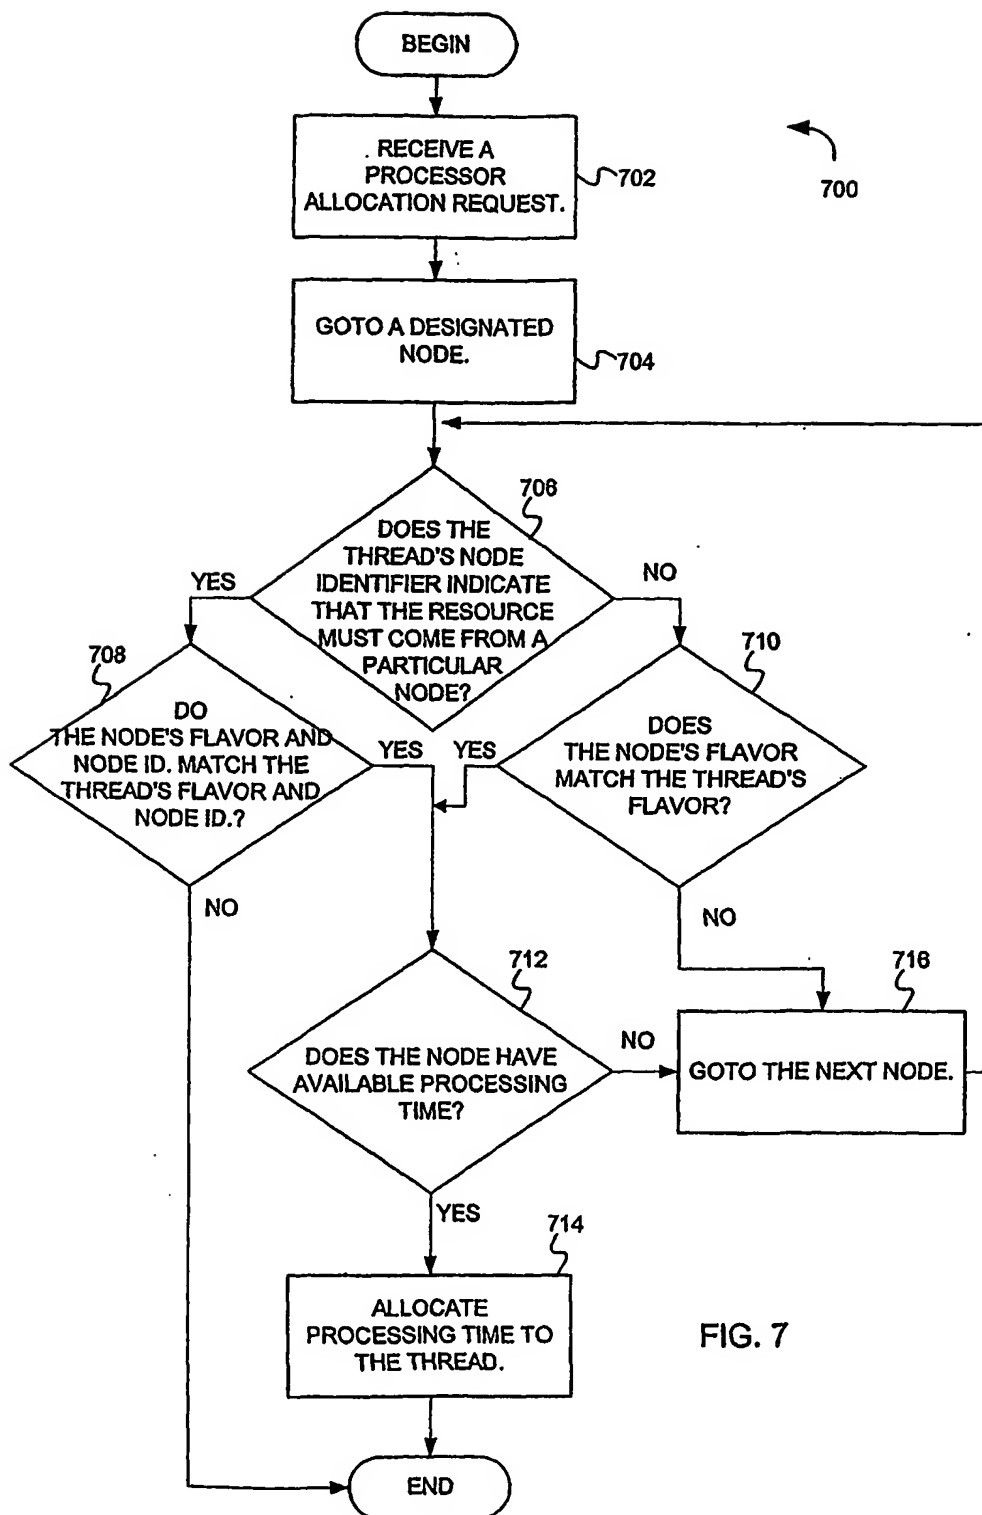 BEGIN
RECEIVE A
PROCESSOR
ALLOCATION REQUEST.
702
700
GOTO A DESIGNATED
NODE.
704
706
DOES THE
THREAD'S NODE
IDENTIFIER INDICATE
THAT THE RESOURCE
MUST COME FROM A
PARTICULAR
NODE?
YES
NO
708
DO
THE NODE'S FLAVOR AND
NODE ID. MATCH THE
THREAD'S FLAVOR AND
NODE ID.?
YES
NO
710
DOES
THE NODE'S FLAVOR
MATCH THE THREAD'S
FLAVOR?
YES
NO
712
DOES THE NODE HAVE
AVAILABLE PROCESSING
TIME?
NO
YES
716
GOTO THE NEXT NODE.
714
ALLOCATE
PROCESSING TIME TO
THE THREAD.
END
FIG. 7